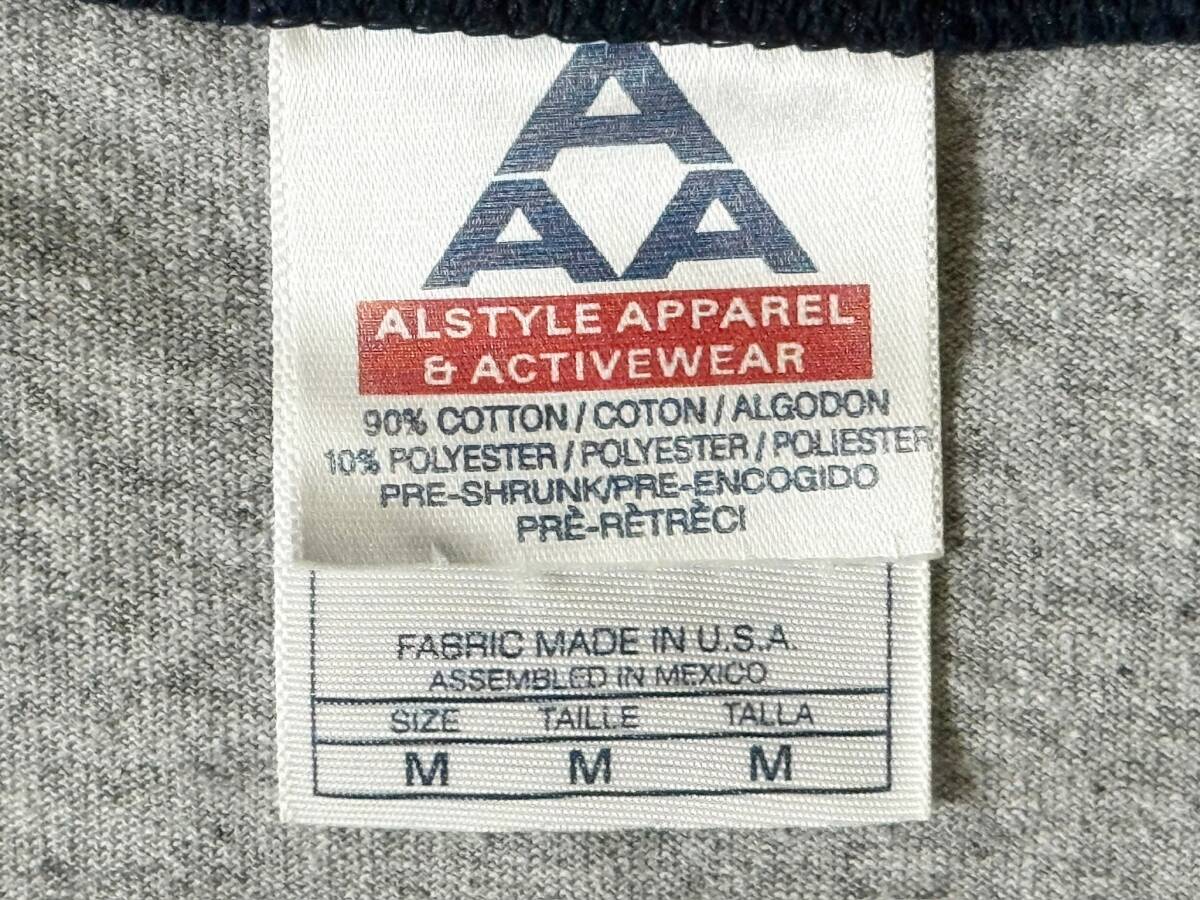 A
AA
ALSTYLE APPAREL
& ACTIVEWEAR
90% COTTON / COTON / ALGODON
10% POLYESTER / POLYESTER / POLIESTER
PRE-SHRUNK/PRE-ENCOGIDO
PRÈ-RÈTRÈCI
FABRIC MADE IN U.S.A.
ASSEMBLED IN MEXICO
SIZE TAILLE TALLA
M M M